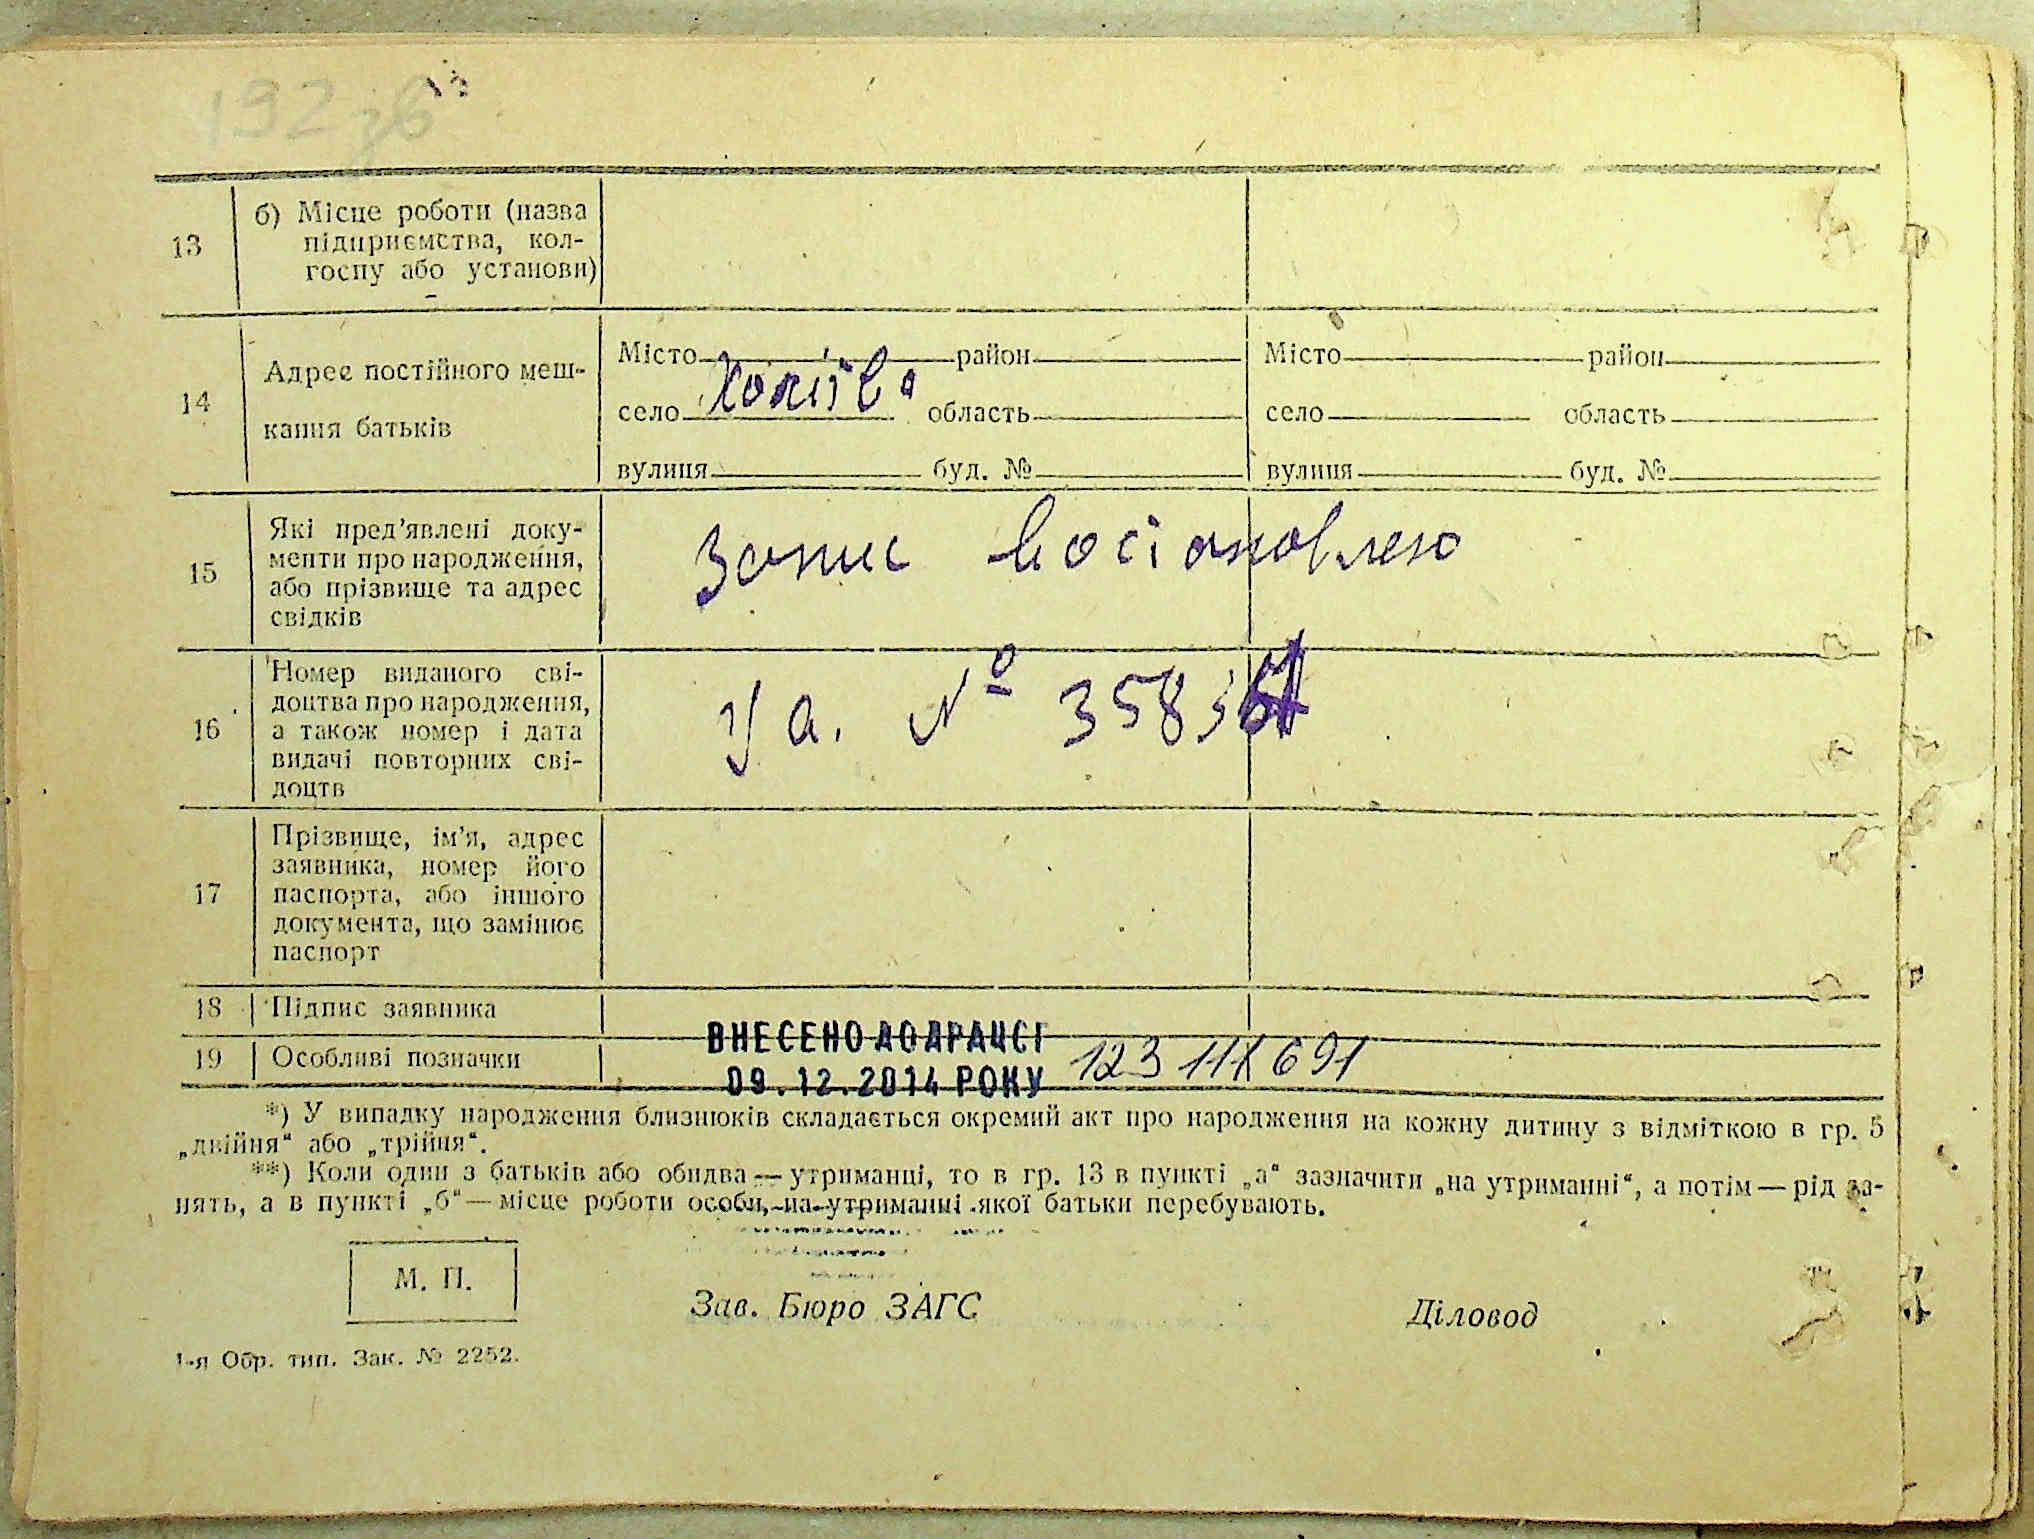 192 зв
13
б) Місце роботи (назва
підприємства, кол-
госпу або установи)
14
Адрес постійного меш-
кання батьків
Місто район
село область
вулиця буд. №
Місто район
село область
вулиця буд. №
15
Які пред’явлені доку-
менти про народження,
або прізвище та адрес
свідків
Запис востановлено
16
Номер виданого сві-
доцтва про народження,
а також номер і дата
видачі повторних сві-
доцтв
Уа. №
17
Прізвище, ім’я, адрес
заявника, номер його
паспорта, або іншого
документа, що замінює
паспорт
18
Підпис заявника
19
Особливі позначки
ВНЕСЕНО ДО ДРАЦСГ
09.12.2014 РОКУ
*) У випадку народження близнюків складається окремий акт про народження на кожну дитину з відміткою в гр. 5
„двійня“ або „трійня“.
**) Коли один з батьків або обидва — утриманці, то в гр. 13 в пункті „а“ зазначити „на утриманні“, а потім — рід за-
нять, а в пункті „б“ — місце роботи особи, на утриманні якої батьки перебувають.
М. П.
Зав. Бюро ЗАГС
Діловод
1-я Обр. тип. Зак. № 2252.